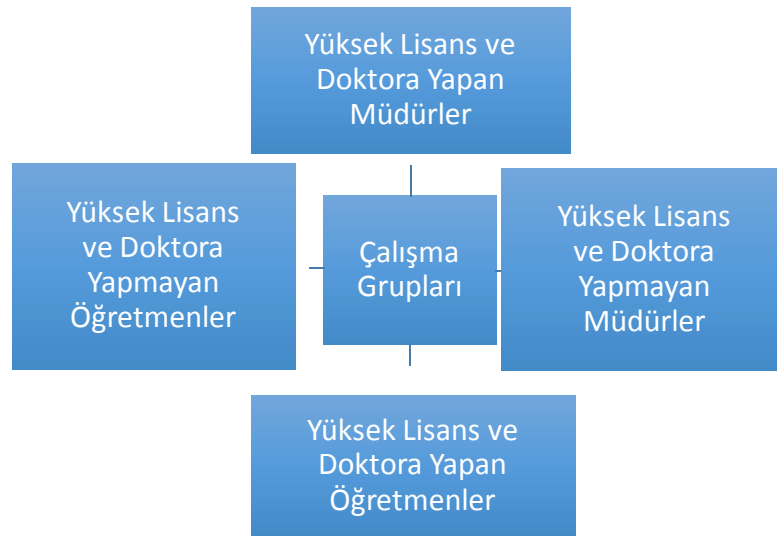 Yüksek Lisans ve
Doktora Yapan
Müdürler
Yüksek Lisans
ve Doktora
Yapmayan
Öğretmenler
Çalışma
Grupları
Yüksek Lisans
ve Doktora
Yapmayan
Müdürler
Yüksek Lisans ve
Doktora Yapan
Öğretmenler